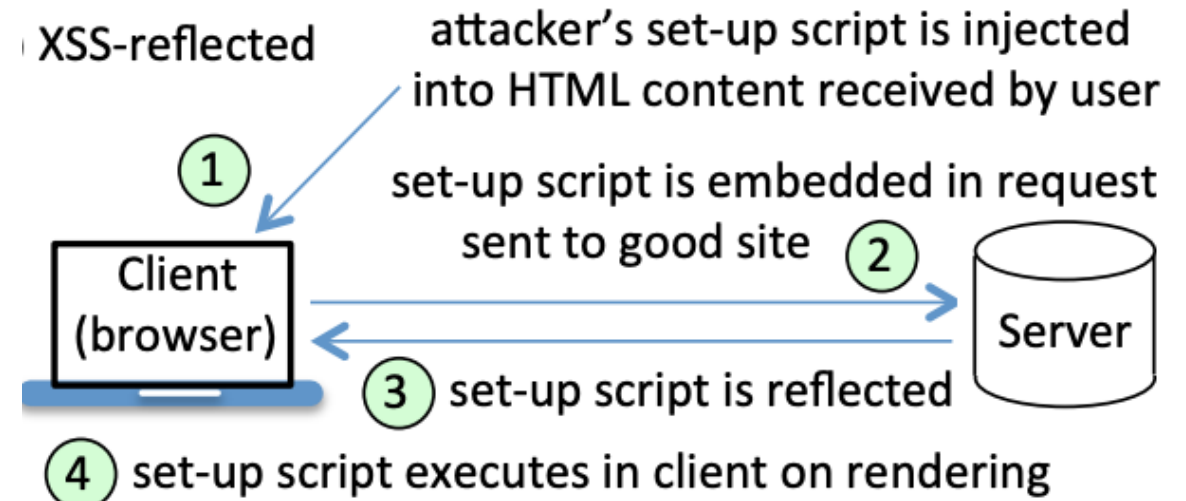 ) XSS-reflected
attacker’s set-up script is injected
into HTML content received by user
1
set-up script is embedded in request
sent to good site
2
Client
(browser)
Server
3 set-up script is reflected
4 set-up script executes in client on rendering